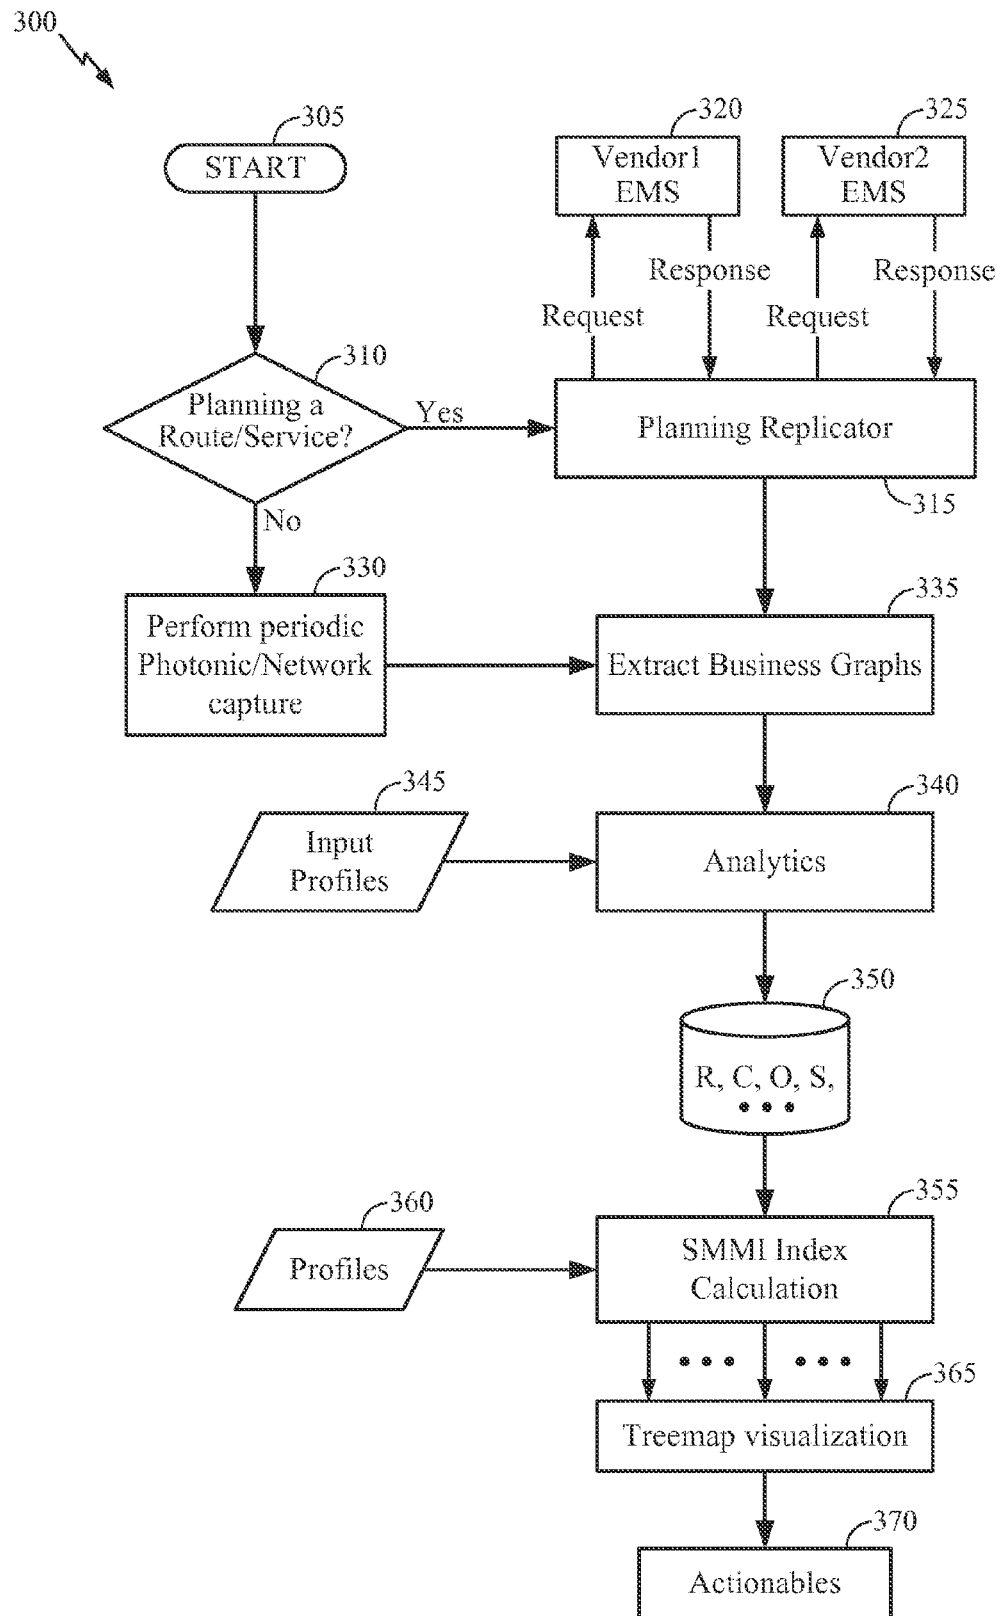 300
305
START
320
Vendor1
EMS
325
Vendor2
EMS
Response
Request
Response
Request
310
Planning a
Route/Service?
Yes
Planning Replicator
315
No
330
Perform periodic
Photonic/Network
capture
335
Extract Business Graphs
345
Input
Profiles
340
Analytics
350
R, C, O, S,
• • •
360
Profiles
355
SMMI Index
Calculation
• • •
• • •
365
Treemap visualization
370
Actionables